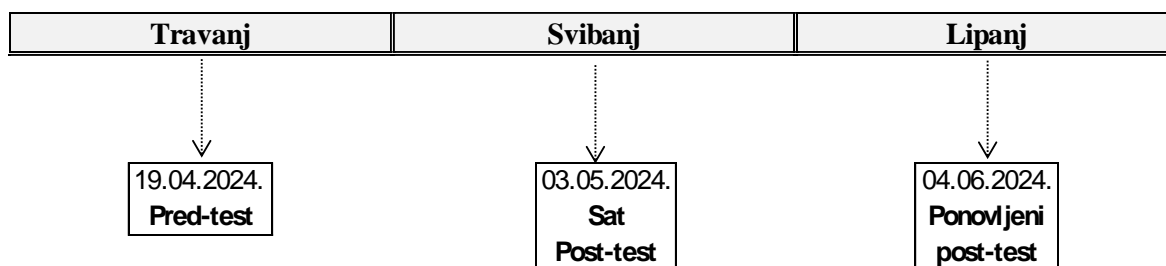 Travanj Svibanj Lipanj
19.04.2024.
Pred-test
03.05.2024.
Sat
Post-test
04.06.2024.
Ponovljeni
post-test